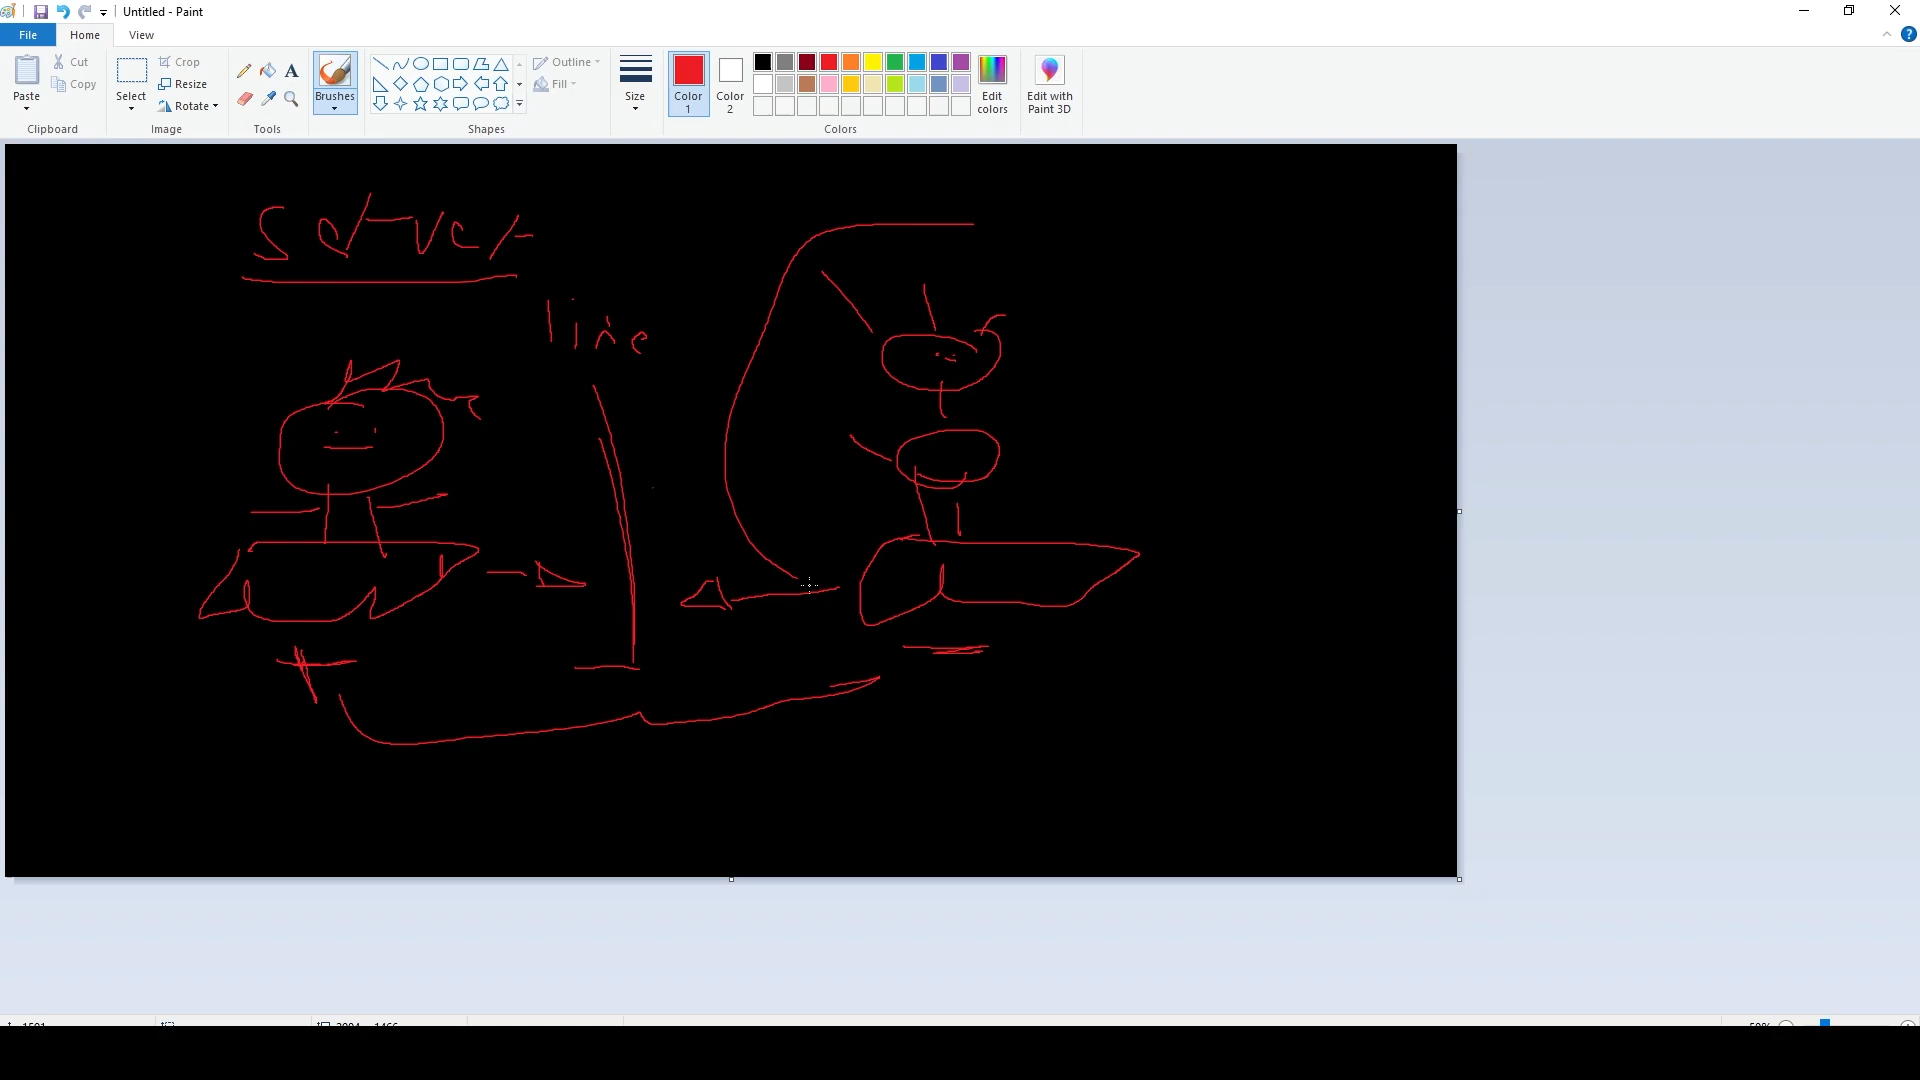 Untitled - Paint
File Home View
Cut
Copy
Paste
Clipboard
Crop
Resize
Rotate
Select
Image
Tools
Brushes
Outline
Fill
Shapes
Size
Color 1
Color 2
Edit colors
Edit with Paint 3D
Colors
server
line